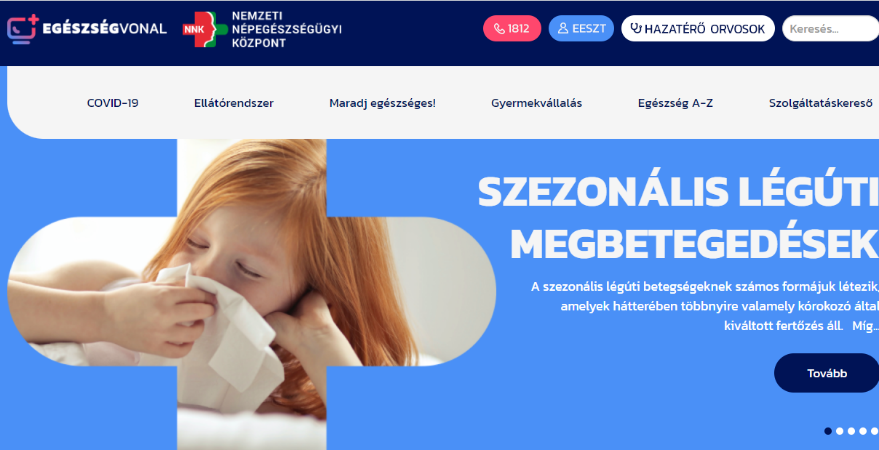 EGÉSZSÉGVONAL
NNK
NEMZETI
NÉPEGÉSZSÉGÜGYI
KÖZPONT
1812
EESZT
HAZATÉRŐ ORVOSOK
Keresés...
COVID-19
Ellátórendszer
Maradj egészséges!
Gyermekvállalás
Egészség A-Z
Szolgáltatáskereső
SZEZONÁLIS LÉGÚTI
MEGBETEGEDÉSEK
A szezonális légúti betegségeknek számos formájuk létezik,
amelyek hátterében többnyire valamely kórokozó által
kiváltott fertőzés áll. Míg...
Tovább